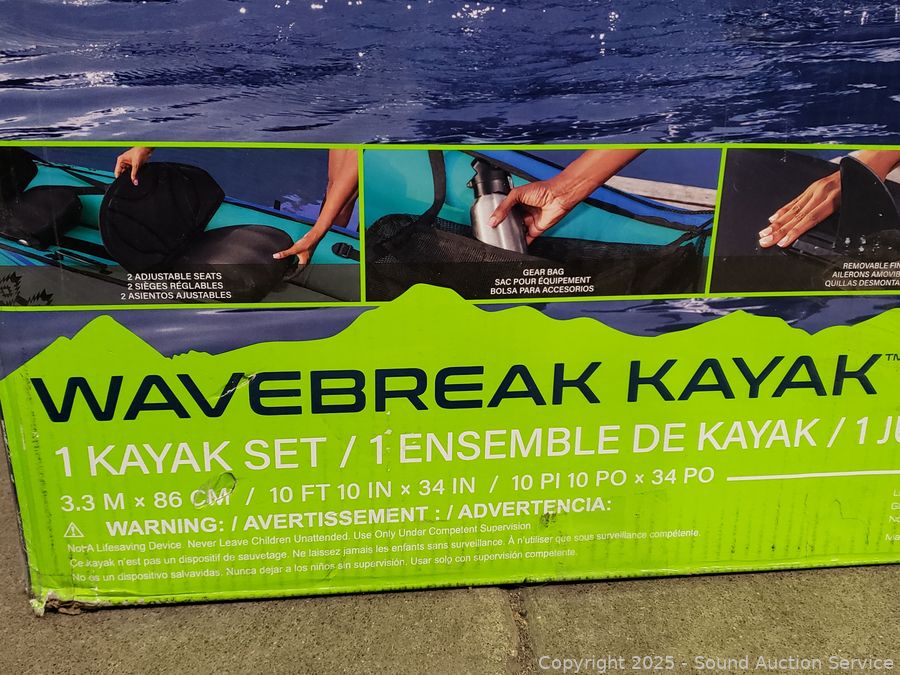 2 ADJUSTABLE SEATS
2 SIÈGES RÉGLABLES
2 ASIENTOS AJUSTABLES
GEAR BAG
SAC POUR ÉQUIPEMENT
BOLSA PARA ACCESORIOS
REMOVABLE FIN
AILERONS AMOVIB
QUILLAS DESMONTA
WAVEBREAK KAYAK™
1 KAYAK SET / 1 ENSEMBLE DE KAYAK / 1 JU
3.3 M × 86 CM / 10 FT 10 IN × 34 IN / 10 PI 10 PO × 34 PO
⚠ WARNING: / AVERTISSEMENT : / ADVERTENCIA:
Not A Lifesaving Device. Never Leave Children Unattended. Use Only Under Competent Supervision
Ce kayak n'est pas un dispositif de sauvetage. Ne laissez jamais les enfants sans surveillance. À n'utiliser que sous surveillance compétente.
No es un dispositivo salvavidas. Nunca dejar a los niños sin supervisión. Usar solo con supervisión competente.
Copyright 2025 - Sound Auction Service